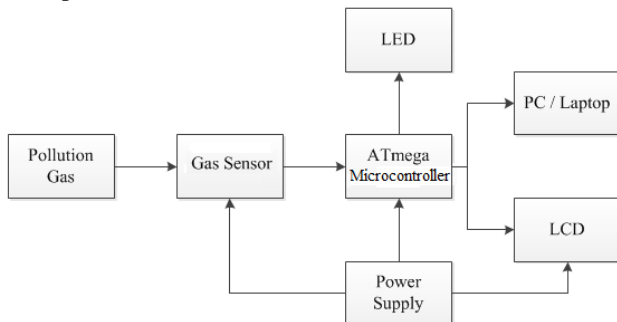 LED
PC / Laptop
Pollution
Gas
Gas Sensor
ATmega
Microcontroller
LCD
Power
Supply